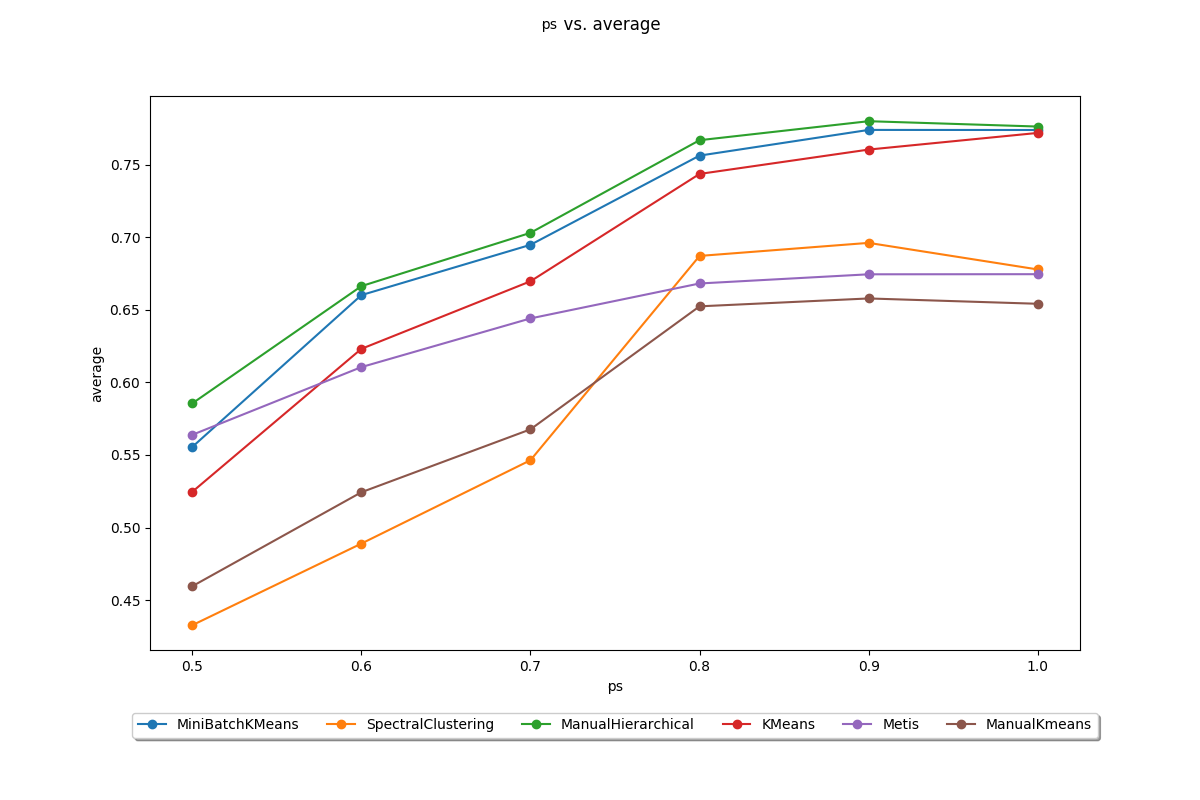 ps vs. average
average
0.75
0.70
0.65
0.60
0.55
0.50
0.45
0.5 0.6 0.7 0.8 0.9 1.0
ps
MiniBatchKMeans SpectralClustering ManualHierarchical KMeans Metis ManualKmeans